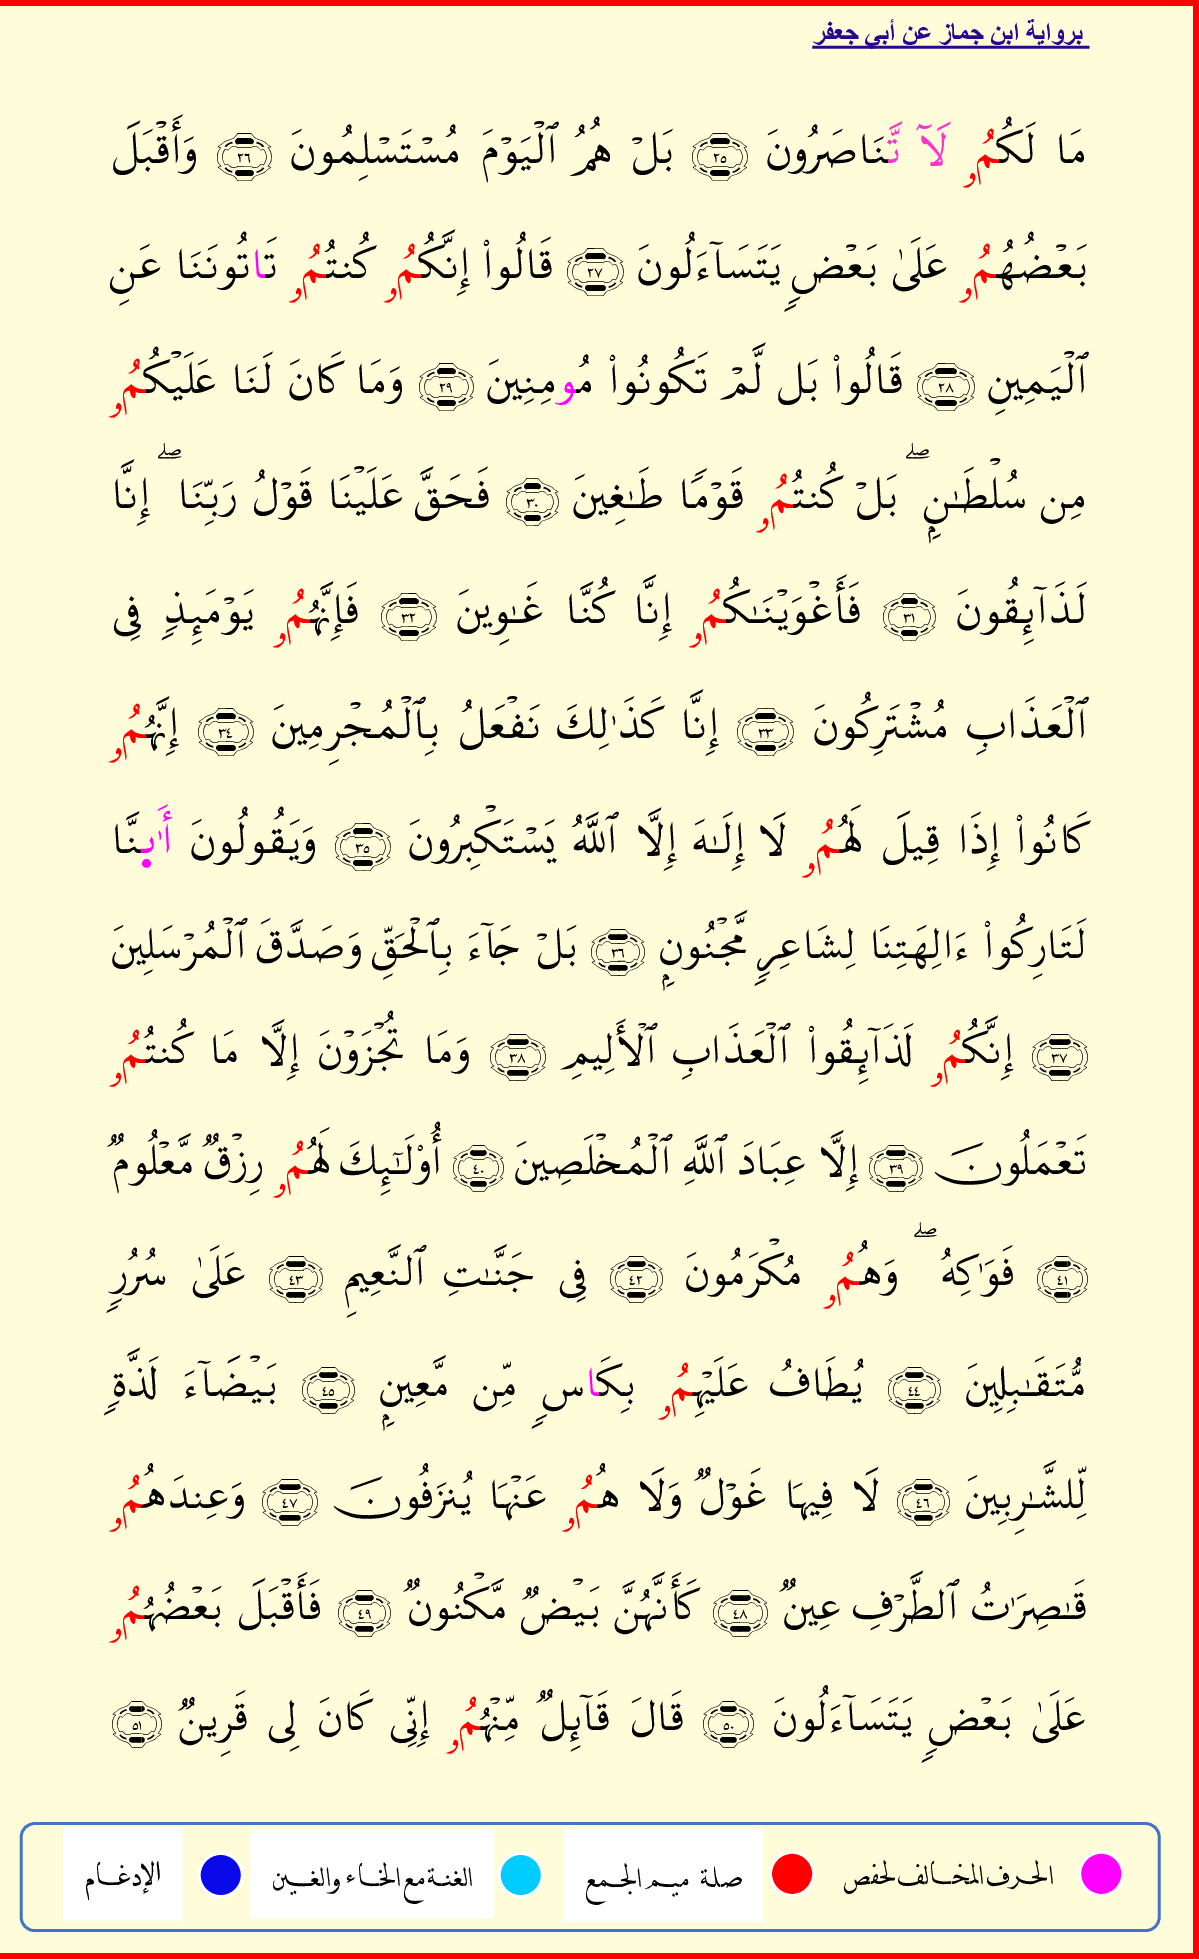 برواية ابن جماز عن أبي جعفر
مَا لَكُمُۥ لَآ تَّنَاصَرُونَ ٢٥ بَلۡ هُمُ ٱلۡيَوۡمَ مُسۡتَسۡلِمُونَ ٢٦ وَأَقۡبَلَ
بَعۡضُهُمُۥ عَلَىٰ بَعۡضٖ يَتَسَآءَلُونَ ٢٧ قَالُواْ إِنَّكُمُۥ كُنتُمُۥ تَاتُونَنَا عَنِ
ٱلۡيَمِينِ ٢٨ قَالُواْ بَل لَّمۡ تَكُونُواْ مُومِنِينَ ٢٩ وَمَا كَانَ لَنَا عَلَيۡكُمُۥ
مِن سُلۡطَٰنِۭۖ بَلۡ كُنتُمُۥ قَوۡمٗا طَٰغِينَ ٣٠ فَحَقَّ عَلَيۡنَا قَوۡلُ رَبِّنَاۖ إِنَّا
لَذَآئِقُونَ ٣١ فَأَغۡوَيۡنَٰكُمُۥ إِنَّا كُنَّا غَٰوِينَ ٣٢ فَإِنَّهُمُۥ يَوۡمَئِذٖ فِي
ٱلۡعَذَابِ مُشۡتَرِكُونَ ٣٣ إِنَّا كَذَٰلِكَ نَفۡعَلُ بِٱلۡمُجۡرِمِينَ ٣٤ إِنَّهُمُۥ
كَانُواْ إِذَا قِيلَ لَهُمُۥ لَا إِلَٰهَ إِلَّا ٱللَّهُ يَسۡتَكۡبِرُونَ ٣٥ وَيَقُولُونَ أَٰى۪نَّا
لَتَارِكُواْ ءَالِهَتِنَا لِشَاعِرٖ مَّجۡنُونِۭ ٣٦ بَلۡ جَآءَ بِٱلۡحَقِّ وَصَدَّقَ ٱلۡمُرۡسَلِينَ
٣٧ إِنَّكُمُۥ لَذَآئِقُواْ ٱلۡعَذَابِ ٱلۡأَلِيمِ ٣٨ وَمَا تُجۡزَوۡنَ إِلَّا مَا كُنتُمُۥ
تَعۡمَلُونَ ٣٩ إِلَّا عِبَادَ ٱللَّهِ ٱلۡمُخۡلَصِينَ ٤٠ أُوْلَٰٓئِكَ لَهُمُۥ رِزۡقٞ مَّعۡلُومٞ
٤١ فَوَٰكِهُۖ وَهُمُۥ مُكۡرَمُونَ ٤٢ فِي جَنَّٰتِ ٱلنَّعِيمِ ٤٣ عَلَىٰ سُرُرٖ
مُّتَقَٰبِلِينَ ٤٤ يُطَافُ عَلَيۡهِمُۥ بِكَاسٖ مِّن مَّعِينِۭ ٤٥ بَيۡضَآءَ لَذَّةٖ
لِّلشَّٰرِبِينَ ٤٦ لَا فِيهَا غَوۡلٞ وَلَا هُمُۥ عَنۡهَا يُنزَفُونَ ٤٧ وَعِندَهُمُۥ
قَٰصِرَٰتُ ٱلطَّرۡفِ عِينٞ ٤٨ كَأَنَّهُنَّ بَيۡضٞ مَّكۡنُونٞ ٤٩ فَأَقۡبَلَ بَعۡضُهُمُۥ
عَلَىٰ بَعۡضٖ يَتَسَآءَلُونَ ٥٠ قَالَ قَآئِلٞ مِّنۡهُمُۥ إِنِّي كَانَ لِي قَرِينٞ ٥١
الحرف المخالف لحفص صلة ميم الجمع الغنة مع الخاء والغين الإدغام